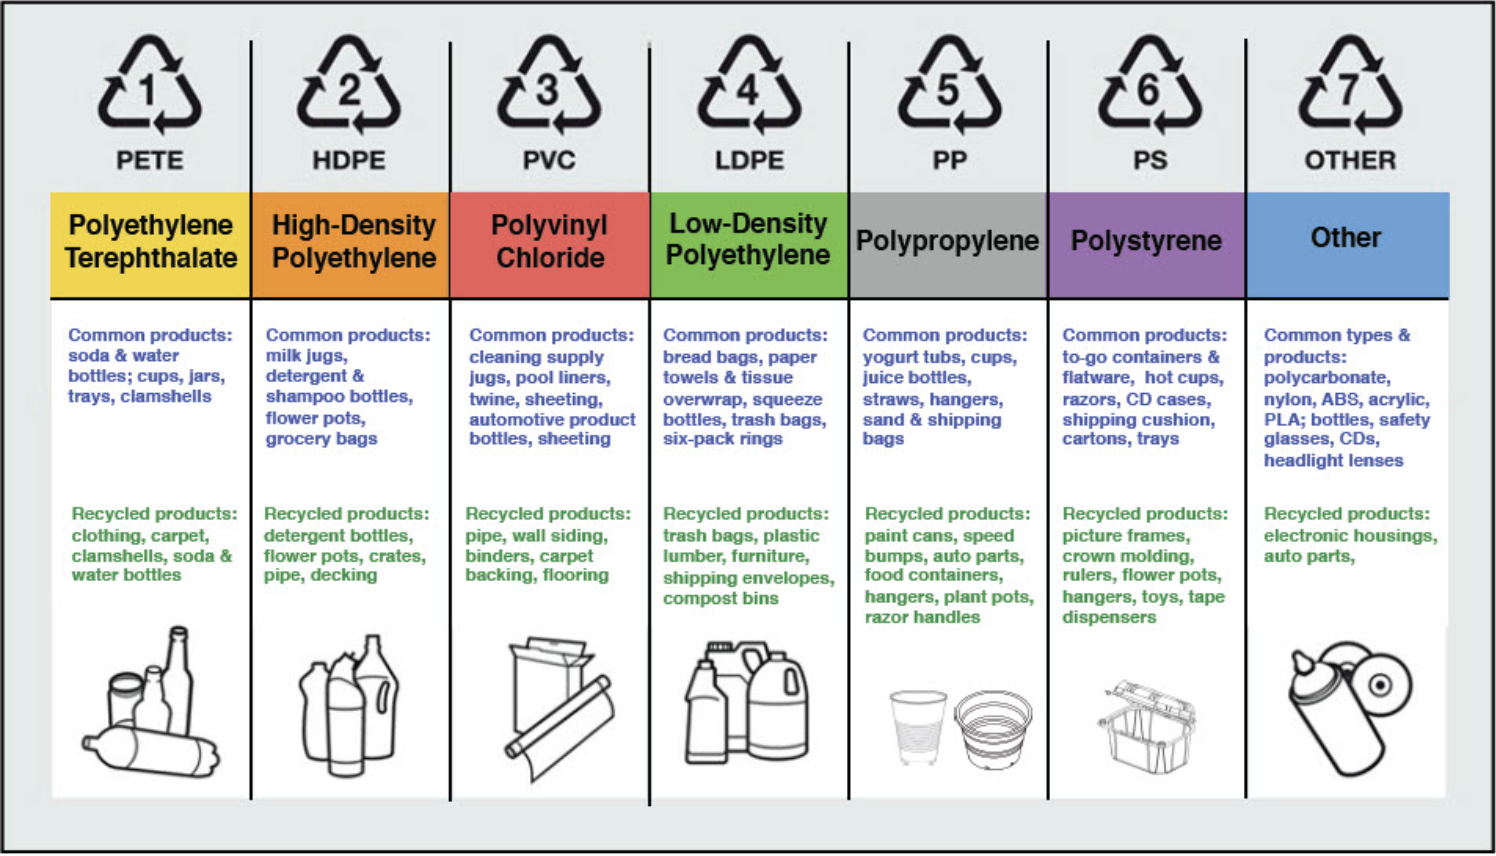 1
PETE
Polyethylene
Terephthalate
Common products:
soda & water
bottles; cups, jars,
trays, clamshells
Recycled products:
clothing, carpet,
clamshells, soda &
water bottles
2
HDPE
High-Density
Polyethylene
Common products:
milk jugs,
detergent &
shampoo bottles,
flower pots,
grocery bags
Recycled products:
detergent bottles,
flower pots, crates,
pipe, decking
3
PVC
Polyvinyl
Chloride
Common products:
cleaning supply
jugs, pool liners,
twine, sheeting,
automotive product
bottles, sheeting
Recycled products:
pipe, wall siding,
binders, carpet
backing, flooring
4
LDPE
Low-Density
Polyethylene
Common products:
bread bags, paper
towels & tissue
overwrap, squeeze
bottles, trash bags,
six-pack rings
Recycled products:
trash bags, plastic
lumber, furniture,
shipping envelopes,
compost bins
5
PP
Polypropylene
Common products:
yogurt tubs, cups,
juice bottles,
straws, hangers,
sand & shipping
bags
Recycled products:
paint cans, speed
bumps, auto parts,
food containers,
hangers, plant pots,
razor handles
6
PS
Polystyrene
Common products:
to-go containers &
flatware, hot cups,
razors, CD cases,
shipping cushion,
cartons, trays
Recycled products:
picture frames,
crown molding,
rulers, flower pots,
hangers, toys, tape
dispensers
7
OTHER
Other
Common types &
products:
polycarbonate,
nylon, ABS, acrylic,
PLA; bottles, safety
glasses, CDs,
headlight lenses
Recycled products:
electronic housings,
auto parts,